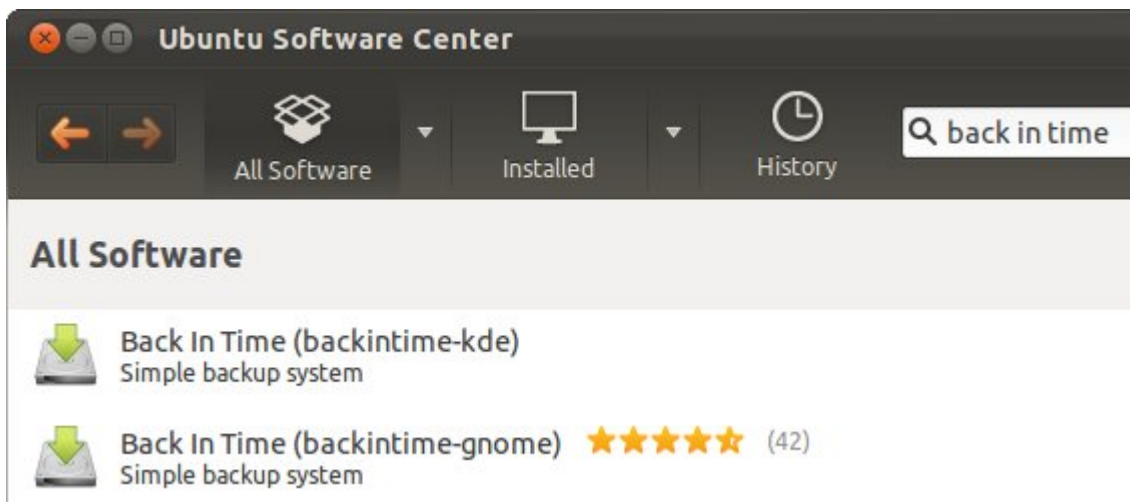 Ubuntu Software Center
All Software
Installed
History
back in time
All Software
Back In Time (backintime-kde)
Simple backup system
Back In Time (backintime-gnome) (42)
Simple backup system